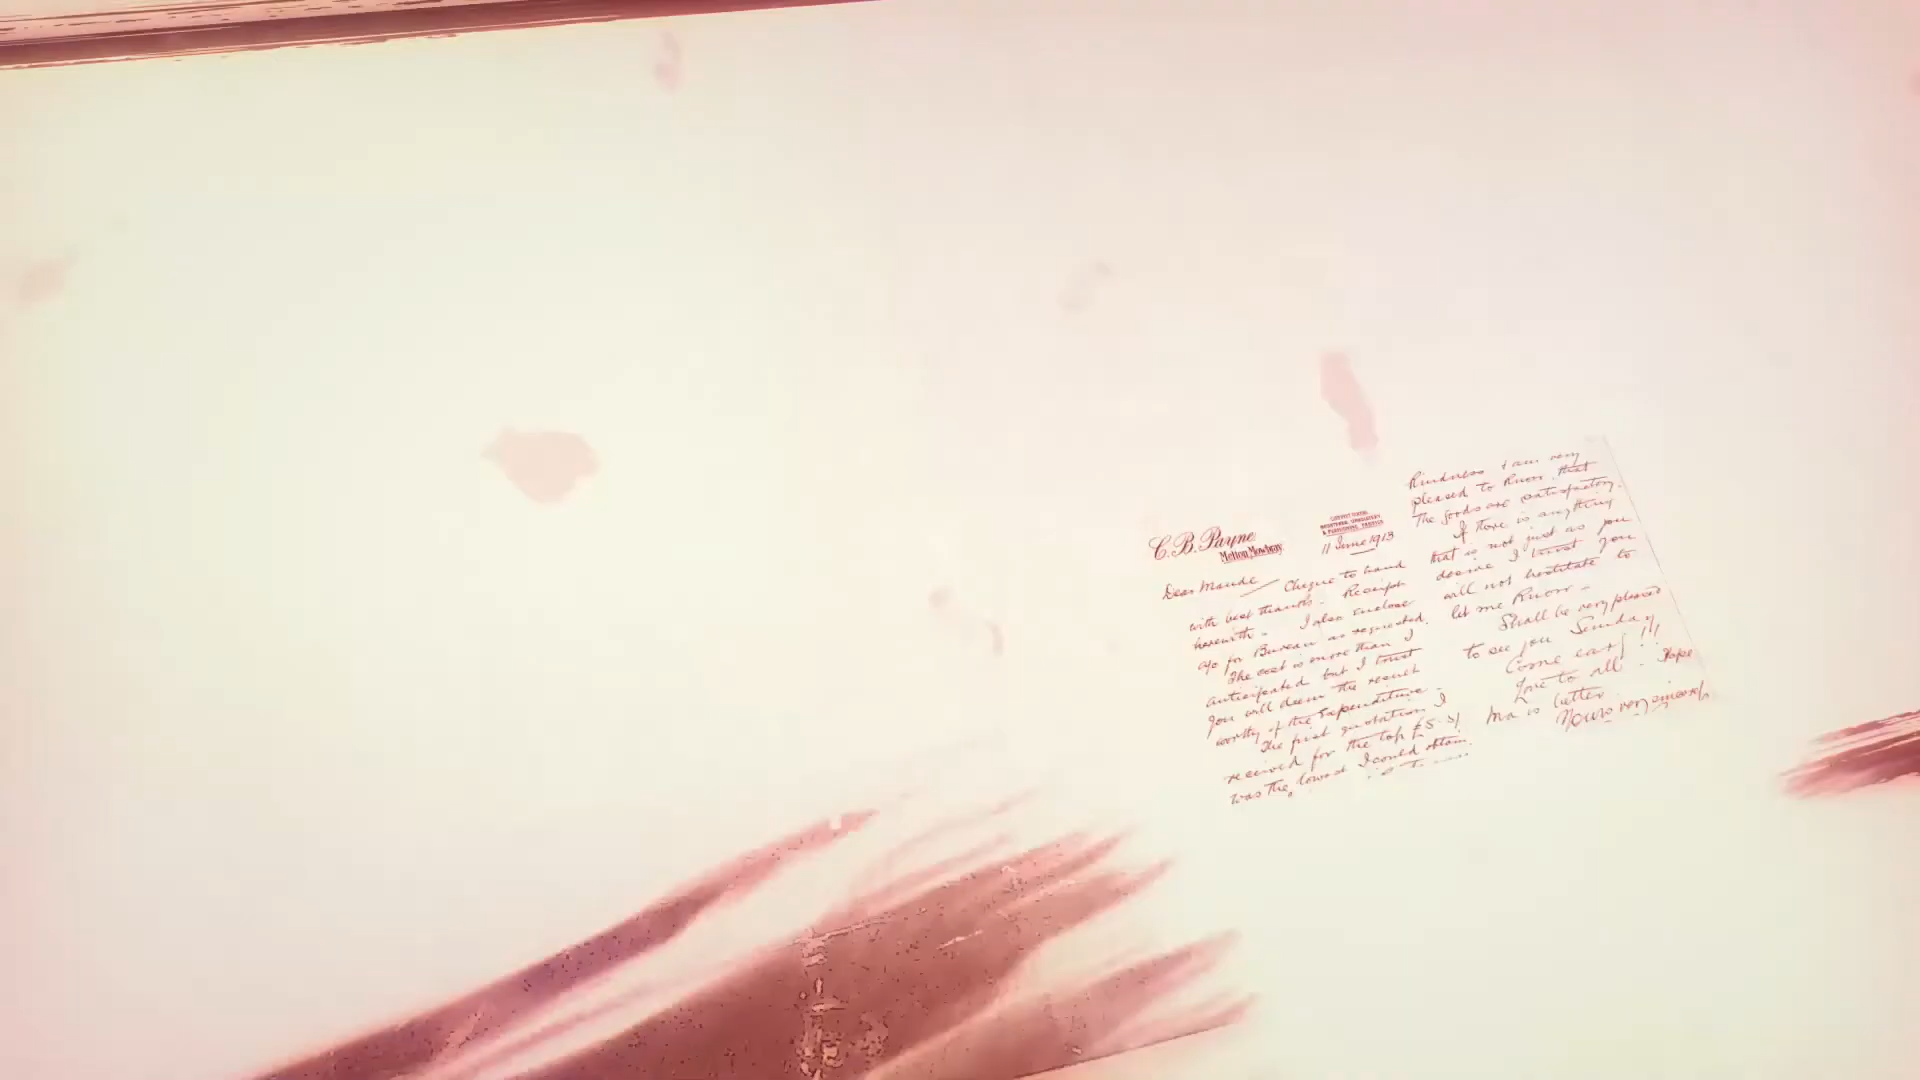 C. B. Payne
Melton Mowbray
11 June 1913
Dear Maude Cheque to hand
with best thanks - Receipt
herewith - I also enclose
a/c for Bureau as requested.
The cost is more than I
anticipated but I trust
you will deem the result
worthy of the expenditure -
The first quotation I
received for the top £5-5/
was the lowest I could obtain
kindness I am very
pleased to know that
the goods are satisfactory.
If there is anything
that is not just as you
desire I trust you
will not hesitate to
let me know -
Shall be very pleased
to see you Sunday
Come early!!!
Love to all - Hope
Ma is better
Yours very sincerely